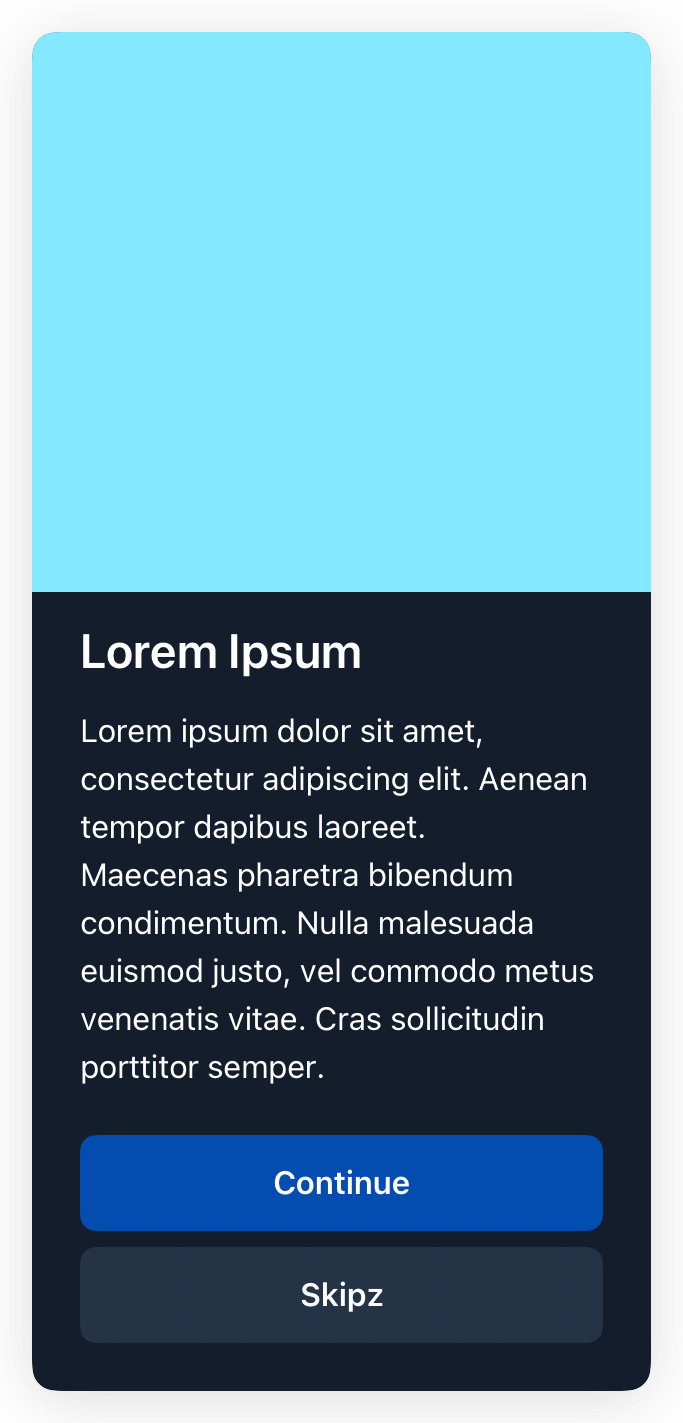 Lorem Ipsum
Lorem ipsum dolor sit amet,
consectetur adipiscing elit. Aenean
tempor dapibus laoreet.
Maecenas pharetra bibendum
condimentum. Nulla malesuada
euismod justo, vel commodo metus
venenatis vitae. Cras sollicitudin
porttitor semper.
Continue
Skipz